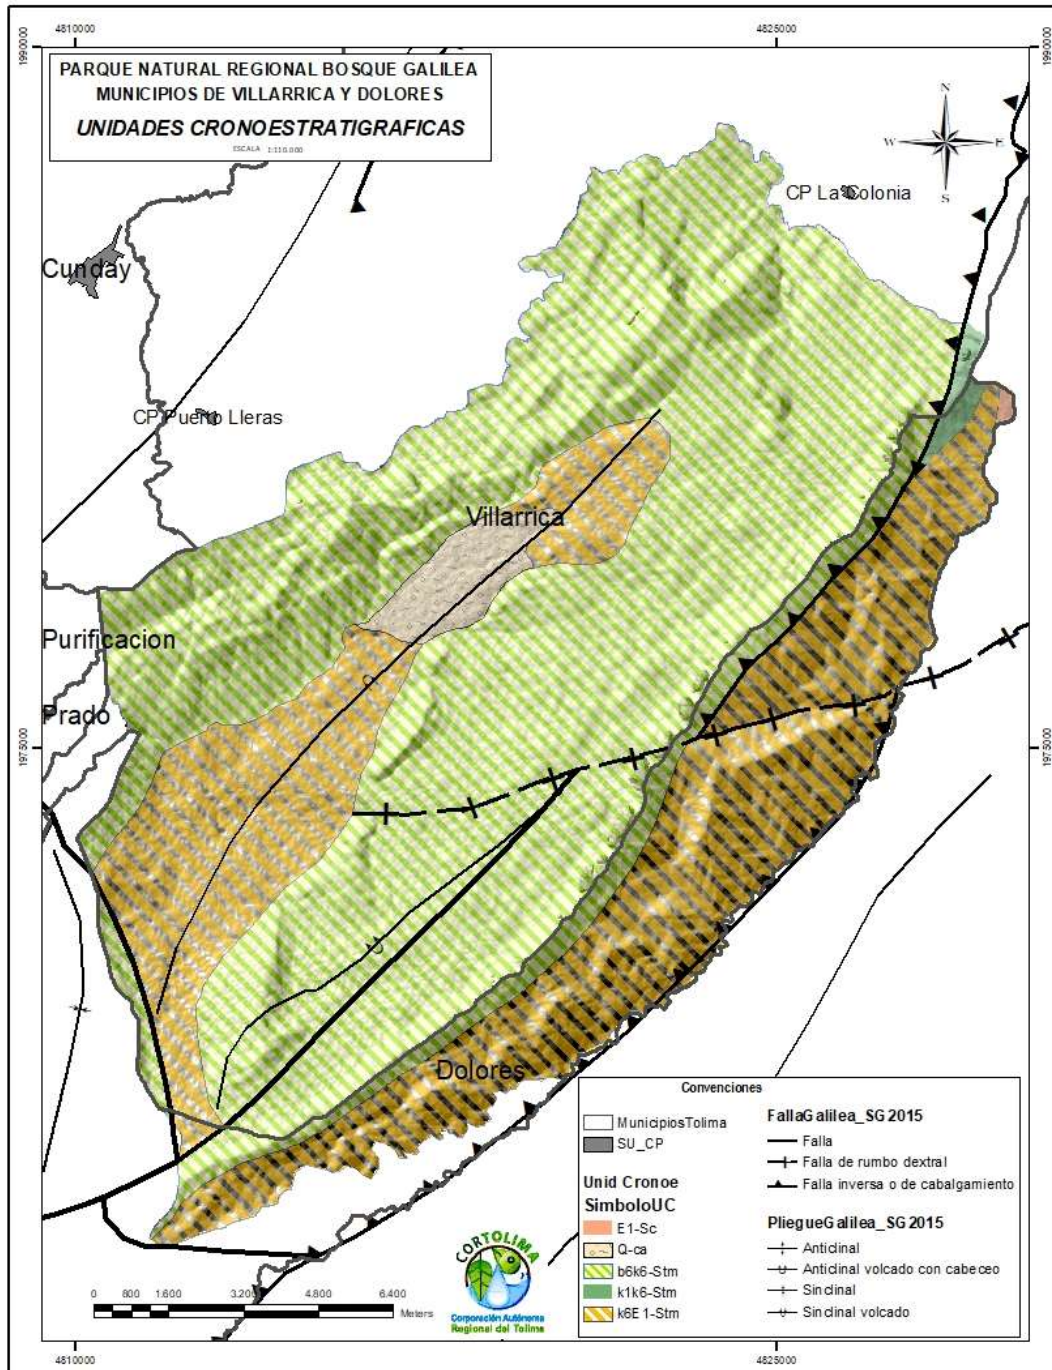 4810000
4825000
1990000
1990000
PARQUE NATURAL REGIONAL BOSQUE GALILEA
MUNICIPIOS DE VILLARRICA Y DOLORES
UNIDADES CRONOESTRATIGRAFICAS
ESCALA 1:110.000
N
W
E
S
CP La Colonia
Cunday
CP Puerto Lleras
Villarrica
Purificacion
Prado
1975000
1975000
Dolores
Convenciones
MunicipiosTolima
SU_CP
Unid Cronoe
SimboloUC
E1-Sc
Q-ca
b6k6-Stm
k1k6-Stm
k6E1-Stm
FallaGalilea_SG2015
Falla
Falla de rumbo dextral
Falla inversa o de cabalgamiento
PliegueGalilea_SG2015
Anticlinal
Anticlinal volcado con cabeceo
Sinclinal
Sinclinal volcado
CORTOLIMA
Corporación Autónoma
Regional del Tolima
0 800 1.600 3.200 4.800 6.400
Meters
4810000
4825000